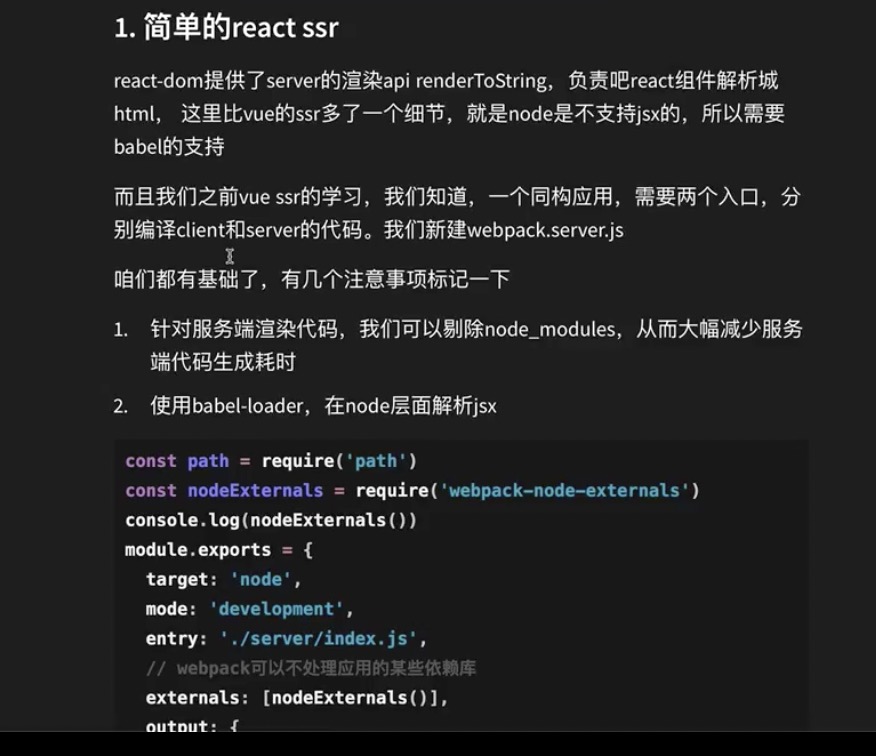 1. 简单的react ssr
react-dom提供了server的渲染api renderToString，负责吧react组件解析城
html， 这里比vue的ssr多了一个细节，就是node是不支持jsx的，所以需要
babel的支持
而且我们之前vue ssr的学习，我们知道，一个同构应用，需要两个入口，分
别编译client和server的代码。我们新建webpack.server.js
咱们都有基础了，有几个注意事项标记一下
1. 针对服务端渲染代码，我们可以剔除node_modules，从而大幅减少服务
端代码生成耗时
2. 使用babel-loader，在node层面解析jsx
const path = require('path')
const nodeExternals = require('webpack-node-externals')
console.log(nodeExternals())
module.exports = {
  target: 'node',
  mode: 'development',
  entry: './server/index.js',
  // webpack可以不处理应用的某些依赖库
  externals: [nodeExternals()],
  output: {